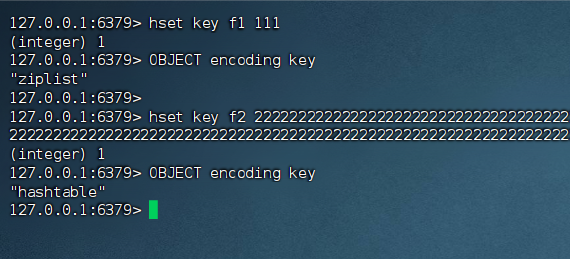 127.0.0.1:6379> hset key f1 111
(integer) 1
127.0.0.1:6379> OBJECT encoding key
"ziplist"
127.0.0.1:6379>
127.0.0.1:6379> hset key f2 222222222222222222222222222222222222
2222222222222222222222222222222222222222222222222222222222222222
(integer) 1
127.0.0.1:6379> OBJECT encoding key
"hashtable"
127.0.0.1:6379>